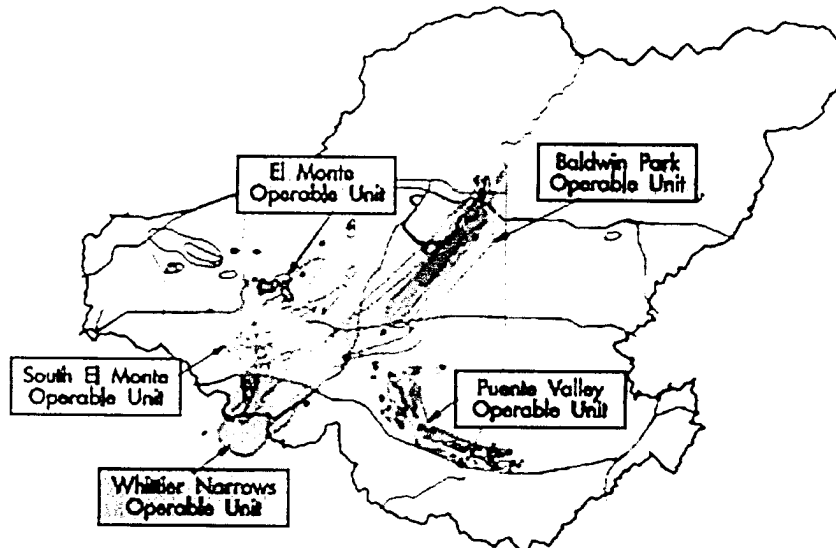 El Monte
Operable Unit
Baldwin Park
Operable Unit
South El Monte
Operable Unit
Puente Valley
Operable Unit
Whittier Narrows
Operable Unit